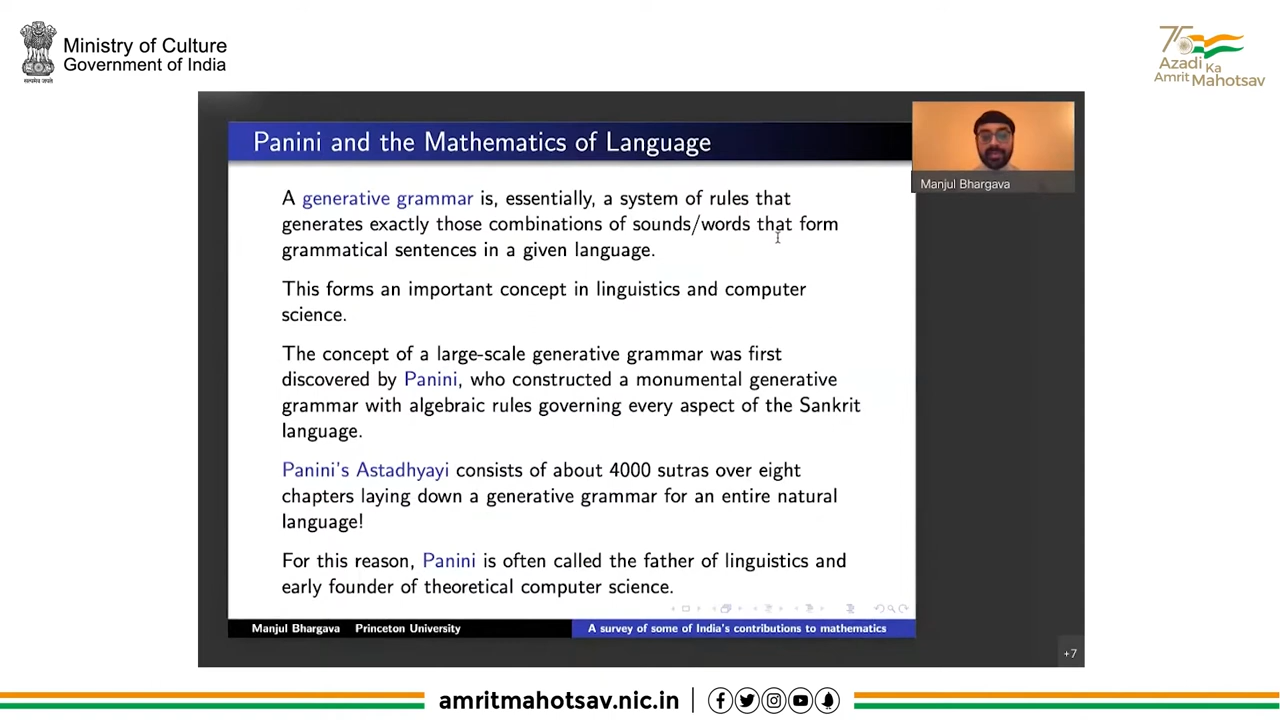 Ministry of Culture
Government of India
75
Azadi
Ka
Amrit Mahotsav
Panini and the Mathematics of Language
Manjul Bhargava
A generative grammar is, essentially, a system of rules that
generates exactly those combinations of sounds/words that form
grammatical sentences in a given language.
This forms an important concept in linguistics and computer
science.
The concept of a large-scale generative grammar was first
discovered by Panini, who constructed a monumental generative
grammar with algebraic rules governing every aspect of the Sankrit
language.
Panini's Astadhyayi consists of about 4000 sutras over eight
chapters laying down a generative grammar for an entire natural
language!
For this reason, Panini is often called the father of linguistics and
early founder of theoretical computer science.
Manjul Bhargava Princeton University
A survey of some of India's contributions to mathematics
+7
amritmahotsav.nic.in